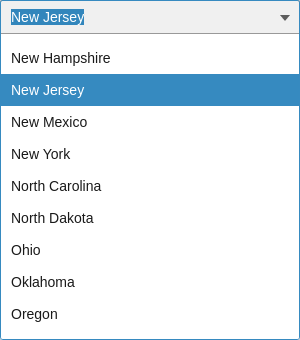 New Jersey
New Hampshire
New Jersey
New Mexico
New York
North Carolina
North Dakota
Ohio
Oklahoma
Oregon